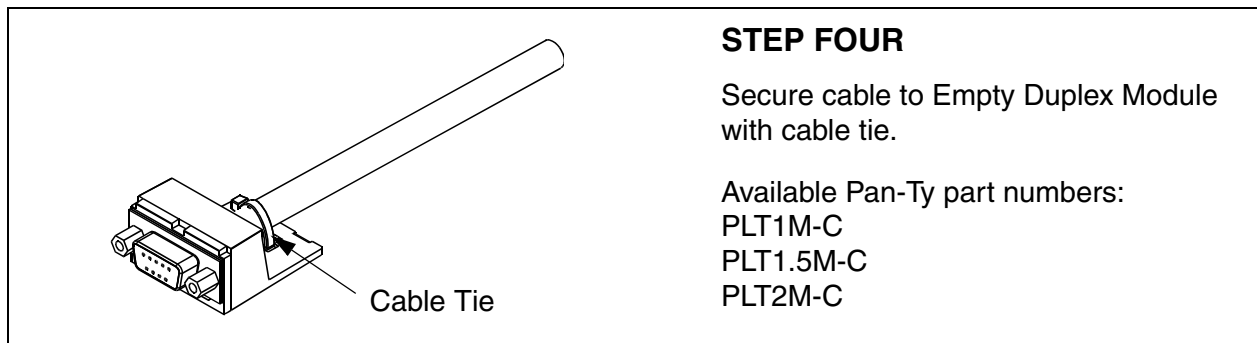 STEP FOUR
Secure cable to Empty Duplex Module
with cable tie.
Available Pan-Ty part numbers:
PLT1M-C
PLT1.5M-C
PLT2M-C
Cable Tie